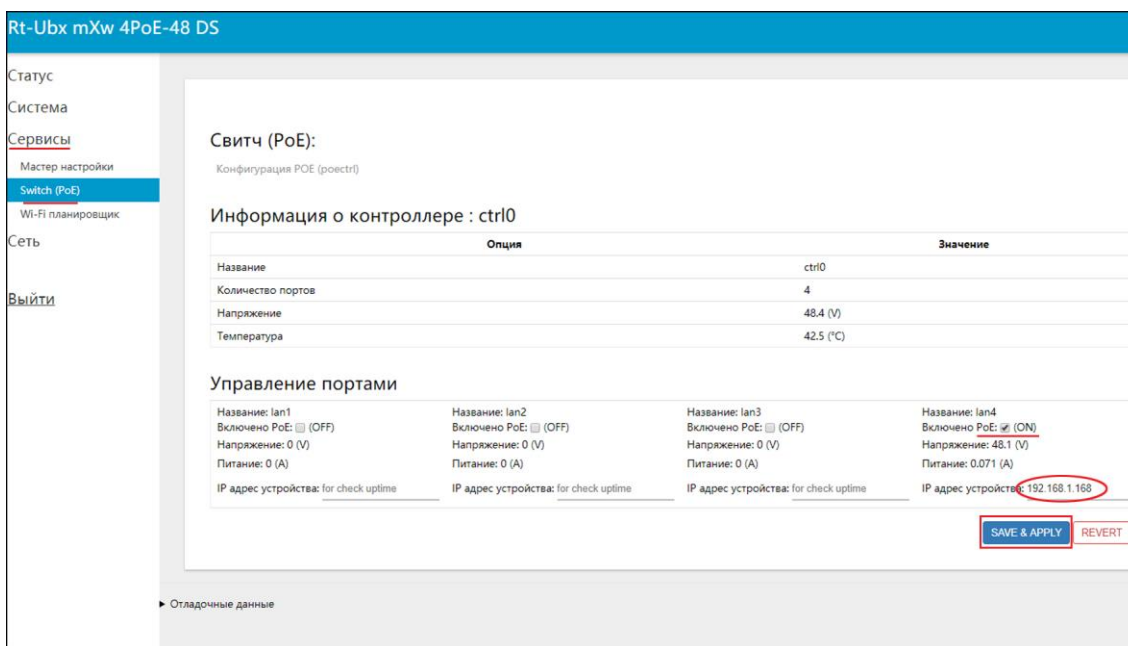 Rt-Ubx mXw 4PoE-48 DS
Статус
Система
Сервисы
Мастер настройки
Switch (PoE)
Wi-Fi планировщик
Сеть
Выйти
Свитч (PoE):
Конфигурация POE (poectrl)
Информация о контроллере : ctrl0
Опция Значение
Название ctrl0
Количество портов 4
Напряжение 48.4 (V)
Температура 42.5 (°C)
Управление портами
Название: lan1 Название: lan2 Название: lan3 Название: lan4
Включено PoE: (OFF) Включено PoE: (OFF) Включено PoE: (OFF) Включено PoE: (ON)
Напряжение: 0 (V) Напряжение: 0 (V) Напряжение: 0 (V) Напряжение: 48.1 (V)
Питание: 0 (A) Питание: 0 (A) Питание: 0 (A) Питание: 0.071 (A)
IP адрес устройства: for check uptime IP адрес устройства: for check uptime IP адрес устройства: for check uptime IP адрес устройства: 192.168.1.168
SAVE & APPLY REVERT
Отладочные данные